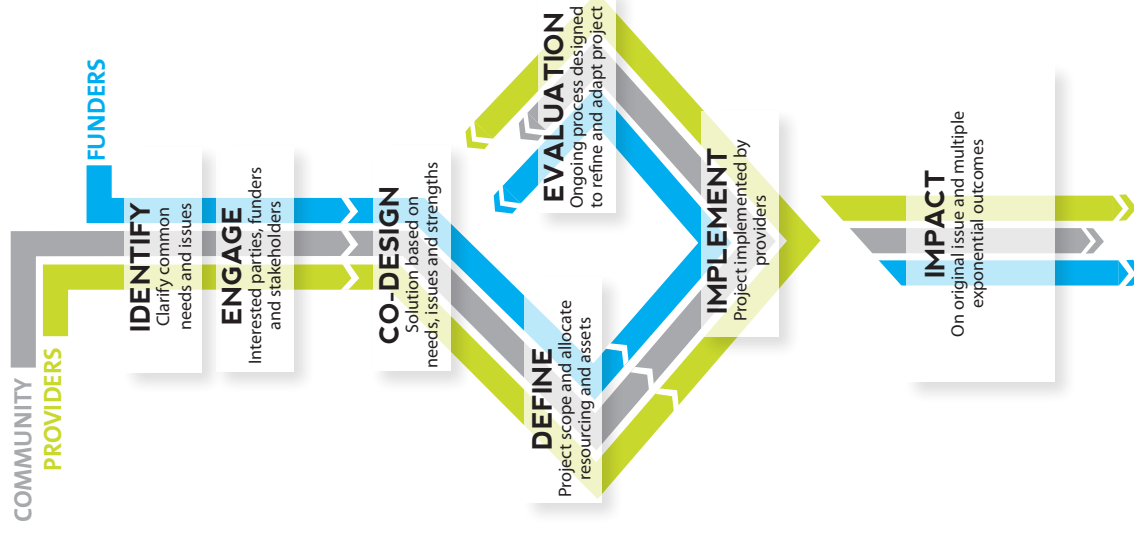 COMMUNITY
PROVIDERS
FUNDERS
IDENTIFY
Clarify common
needs and issues
ENGAGE
Interested parties, funders
and stakeholders
CO-DESIGN
Solution based on
needs, issues and strengths
DEFINE
Project scope and allocate
resourcing and assets
EVALUATION
Ongoing process designed
to refine and adapt project
IMPLEMENT
Project implemented by
providers
IMPACT
On original issue and multiple
exponential outcomes